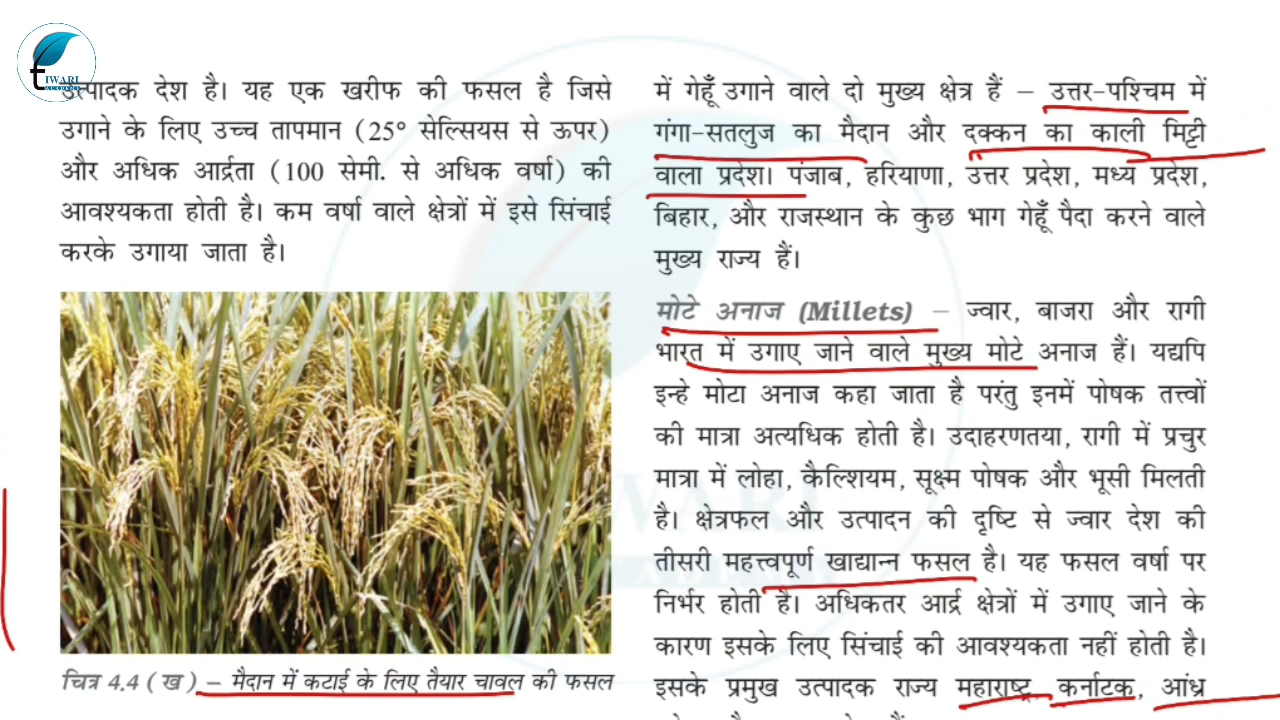 TIWARI
ACADEMY
उत्पादक देश है। यह एक खरीफ की फसल है जिसे
उगाने के लिए उच्च तापमान (25° सेल्सियस से ऊपर)
और अधिक आर्द्रता (100 सेमी. से अधिक वर्षा) की
आवश्यकता होती है। कम वर्षा वाले क्षेत्रों में इसे सिंचाई
करके उगाया जाता है।
चित्र 4.4 ( ख ) – मैदान में कटाई के लिए तैयार चावल की फसल
में गेहूँ उगाने वाले दो मुख्य क्षेत्र हैं – उत्तर-पश्चिम में
गंगा-सतलुज का मैदान और दक्कन का काली मिट्टी
वाला प्रदेश। पंजाब, हरियाणा, उत्तर प्रदेश, मध्य प्रदेश,
बिहार, और राजस्थान के कुछ भाग गेहूँ पैदा करने वाले
मुख्य राज्य हैं।
मोटे अनाज (Millets) – ज्वार, बाजरा और रागी
भारत में उगाए जाने वाले मुख्य मोटे अनाज हैं। यद्यपि
इन्हे मोटा अनाज कहा जाता है परंतु इनमें पोषक तत्त्वों
की मात्रा अत्यधिक होती है। उदाहरणतया, रागी में प्रचुर
मात्रा में लोहा, कैल्शियम, सूक्ष्म पोषक और भूसी मिलती
है। क्षेत्रफल और उत्पादन की दृष्टि से ज्वार देश की
तीसरी महत्त्वपूर्ण खाद्यान्न फसल है। यह फसल वर्षा पर
निर्भर होती है। अधिकतर आर्द्र क्षेत्रों में उगाए जाने के
कारण इसके लिए सिंचाई की आवश्यकता नहीं होती है।
इसके प्रमुख उत्पादक राज्य महाराष्ट्र, कर्नाटक, आंध्र